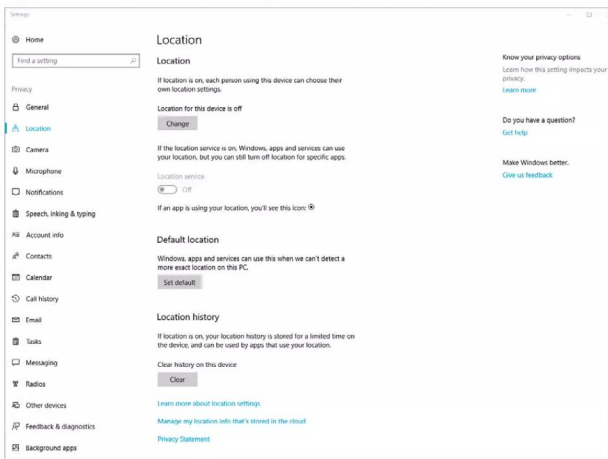 Settings
Home
Find a setting
Privacy
General
Location
Camera
Microphone
Notifications
Speech, inking & typing
Account info
Contacts
Calendar
Call history
Email
Tasks
Messaging
Radios
Other devices
Feedback & diagnostics
Background apps
Location
Location
If location is on, each person using this device can choose their
own location settings.
Location for this device is off
Change
If the location service is on, Windows, apps and services can use
your location, but you can still turn off location for specific apps.
Location service
Off
If an app is using your location, you'll see this icon:
Default location
Windows, apps and services can use this when we can't detect a
more exact location on this PC.
Set default
Location history
If location is on, your location history is stored for a limited time on
the device, and can be used by apps that use your location.
Clear history on this device
Clear
Learn more about location settings
Manage my location info that's stored in the cloud
Privacy Statement
Know your privacy options
Learn how this setting impacts your
privacy.
Learn more
Do you have a question?
Get help
Make Windows better.
Give us feedback